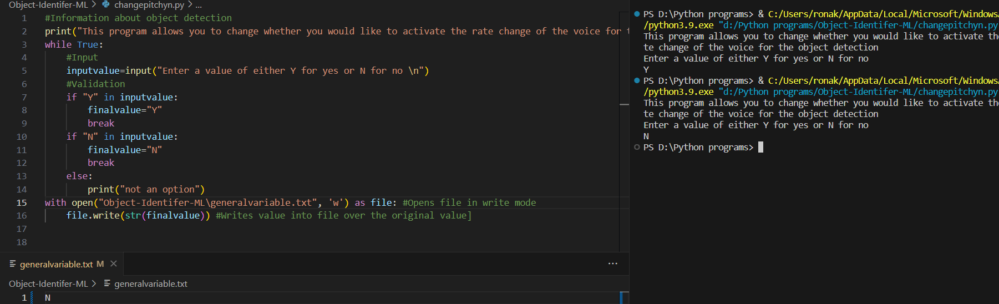 Object-Identifer-ML > changepitchyn.py > ...
1 #Information about object detection
2 print("This program allows you to change whether you would like to activate the rate change of the voice for
3 while True:
4 #Input
5 inputvalue=input("Enter a value of either Y for yes or N for no \n")
6 #Validation
7 if "Y" in inputvalue:
8 finalvalue="Y"
9 break
10 if "N" in inputvalue:
11 finalvalue="N"
12 break
13 else:
14 print("not an option")
15 with open("Object-Identifer-ML\generalvariable.txt", 'w') as file: #Opens file in write mode
16 file.write(str(finalvalue)) #Writes value into file over the original value]
17
18
generalvariable.txt M
Object-Identifer-ML > generalvariable.txt
1 N
PS D:\Python programs> & C:/Users/ronak/AppData/Local/Microsoft/Windows
/python3.9.exe "d:/Python programs/Object-Identifer-ML/changepitchyn.py
This program allows you to change whether you would like to activate
te change of the voice for the object detection
Enter a value of either Y for yes or N for no
Y
PS D:\Python programs> & C:/Users/ronak/AppData/Local/Microsoft/Windows
/python3.9.exe "d:/Python programs/Object-Identifer-ML/changepitchyn.py
This program allows you to change whether you would like to activate
te change of the voice for the object detection
Enter a value of either Y for yes or N for no
N
PS D:\Python programs>